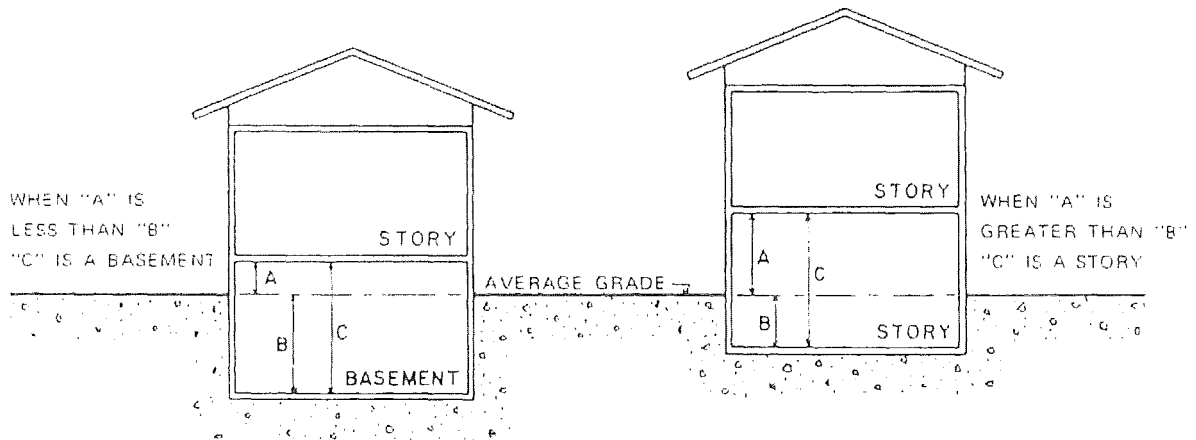 WHEN "A" IS
LESS THAN "B"
"C" IS A BASEMENT
STORY
A
B
C
BASEMENT
AVERAGE GRADE
STORY
A
C
B
STORY
WHEN "A" IS
GREATER THAN "B"
"C" IS A STORY